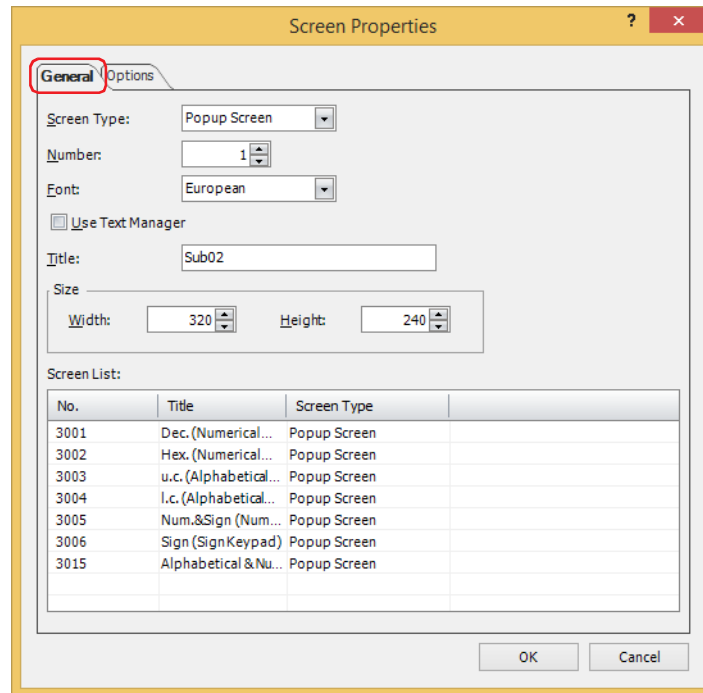 Screen Properties
?
General Options
Screen Type: Popup Screen
Number: 1
Font: European
Use Text Manager
Title: Sub02
Size
Width: 320 Height: 240
Screen List:
No. Title Screen Type
3001 Dec. (Numerical... Popup Screen
3002 Hex. (Numerical... Popup Screen
3003 u.c. (Alphabetical... Popup Screen
3004 l.c. (Alphabetical... Popup Screen
3005 Num.&Sign (Num... Popup Screen
3006 Sign (Sign Keypad) Popup Screen
3015 Alphabetical & Nu... Popup Screen
OK Cancel